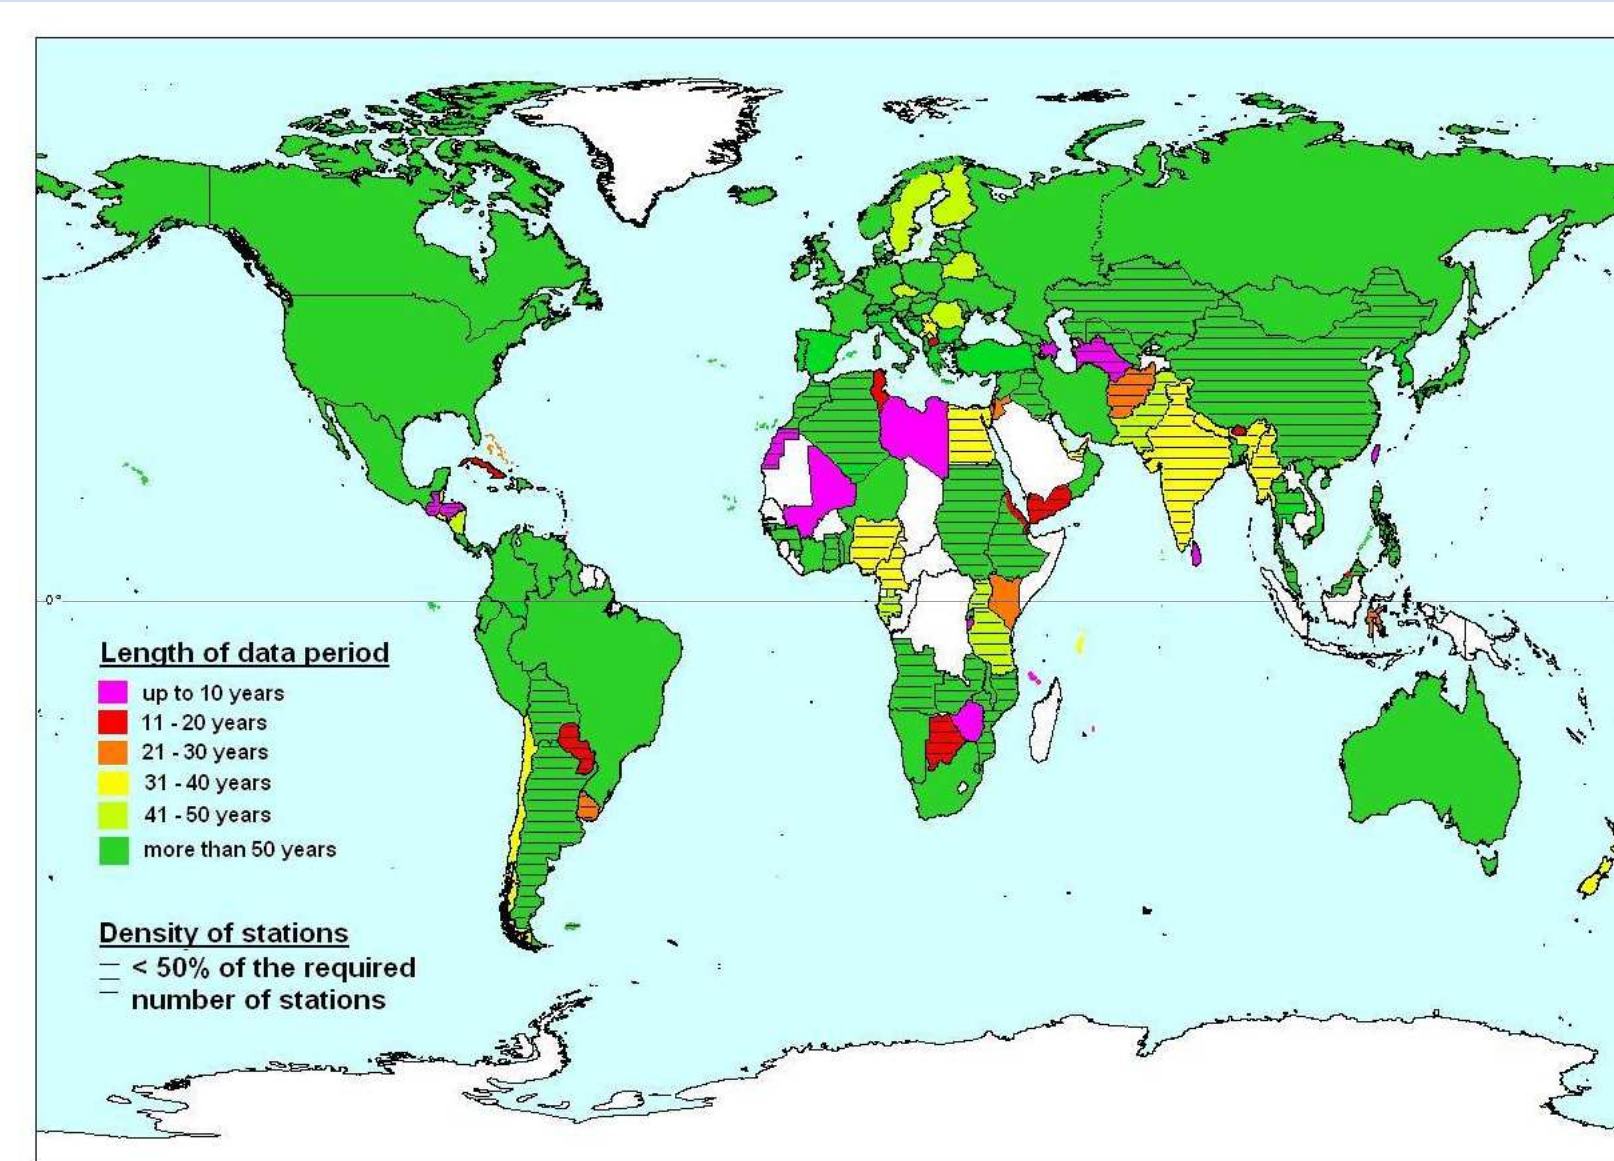 0°
Length of data period
up to 10 years
11 - 20 years
21 - 30 years
31 - 40 years
41 - 50 years
more than 50 years
Density of stations
< 50% of the required
number of stations